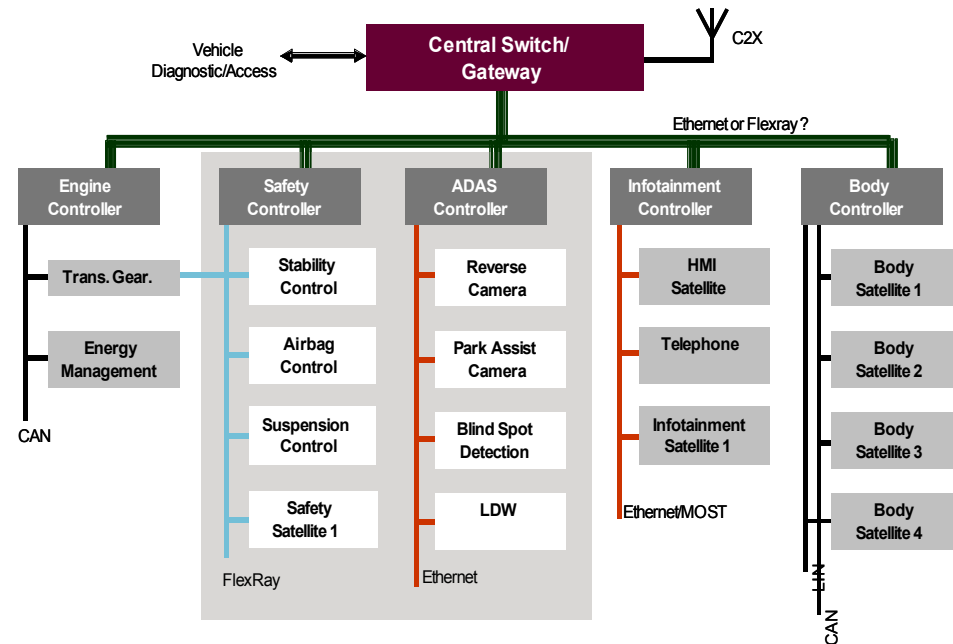 Central Switch/
Gateway
Vehicle
Diagnostic/Access
C2X
Ethernet or Flexray ?
Engine
Controller
Safety
Controller
ADAS
Controller
Infotainment
Controller
Body
Controller
Trans. Gear.
Energy
Management
CAN
Stability
Control
Airbag
Control
Suspension
Control
Safety
Satellite 1
FlexRay
Reverse
Camera
Park Assist
Camera
Blind Spot
Detection
LDW
Ethernet
HMI
Satellite
Telephone
Infotainment
Satellite 1
Ethernet/MOST
Body
Satellite 1
Body
Satellite 2
Body
Satellite 3
Body
Satellite 4
LIN
CAN